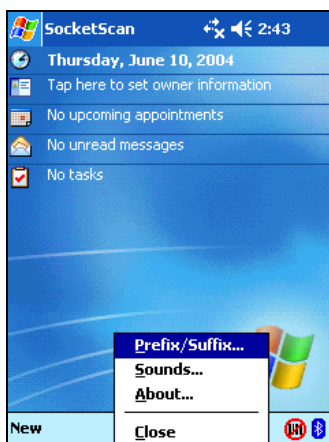 SocketScan 2:43
Thursday, June 10, 2004
Tap here to set owner information
No upcoming appointments
No unread messages
No tasks
Prefix/Suffix...
Sounds...
About...
Close
New